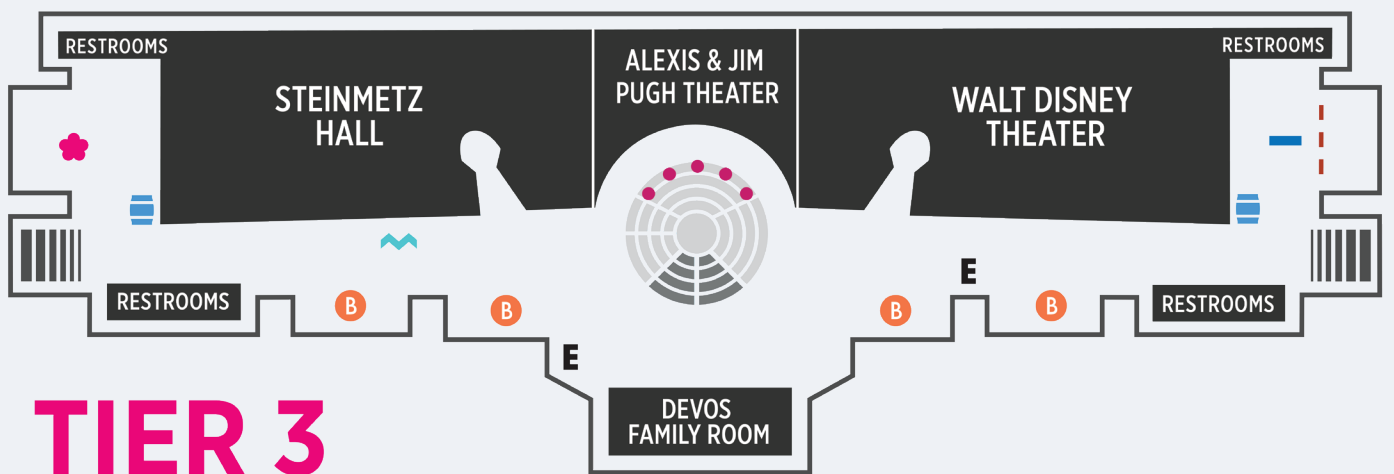 RESTROOMS
STEINMETZ
HALL
ALEXIS & JIM
PUGH THEATER
WALT DISNEY
THEATER
RESTROOMS
E
RESTROOMS
B
B
B
B
RESTROOMS
E
DEVOS
FAMILY ROOM
TIER 3